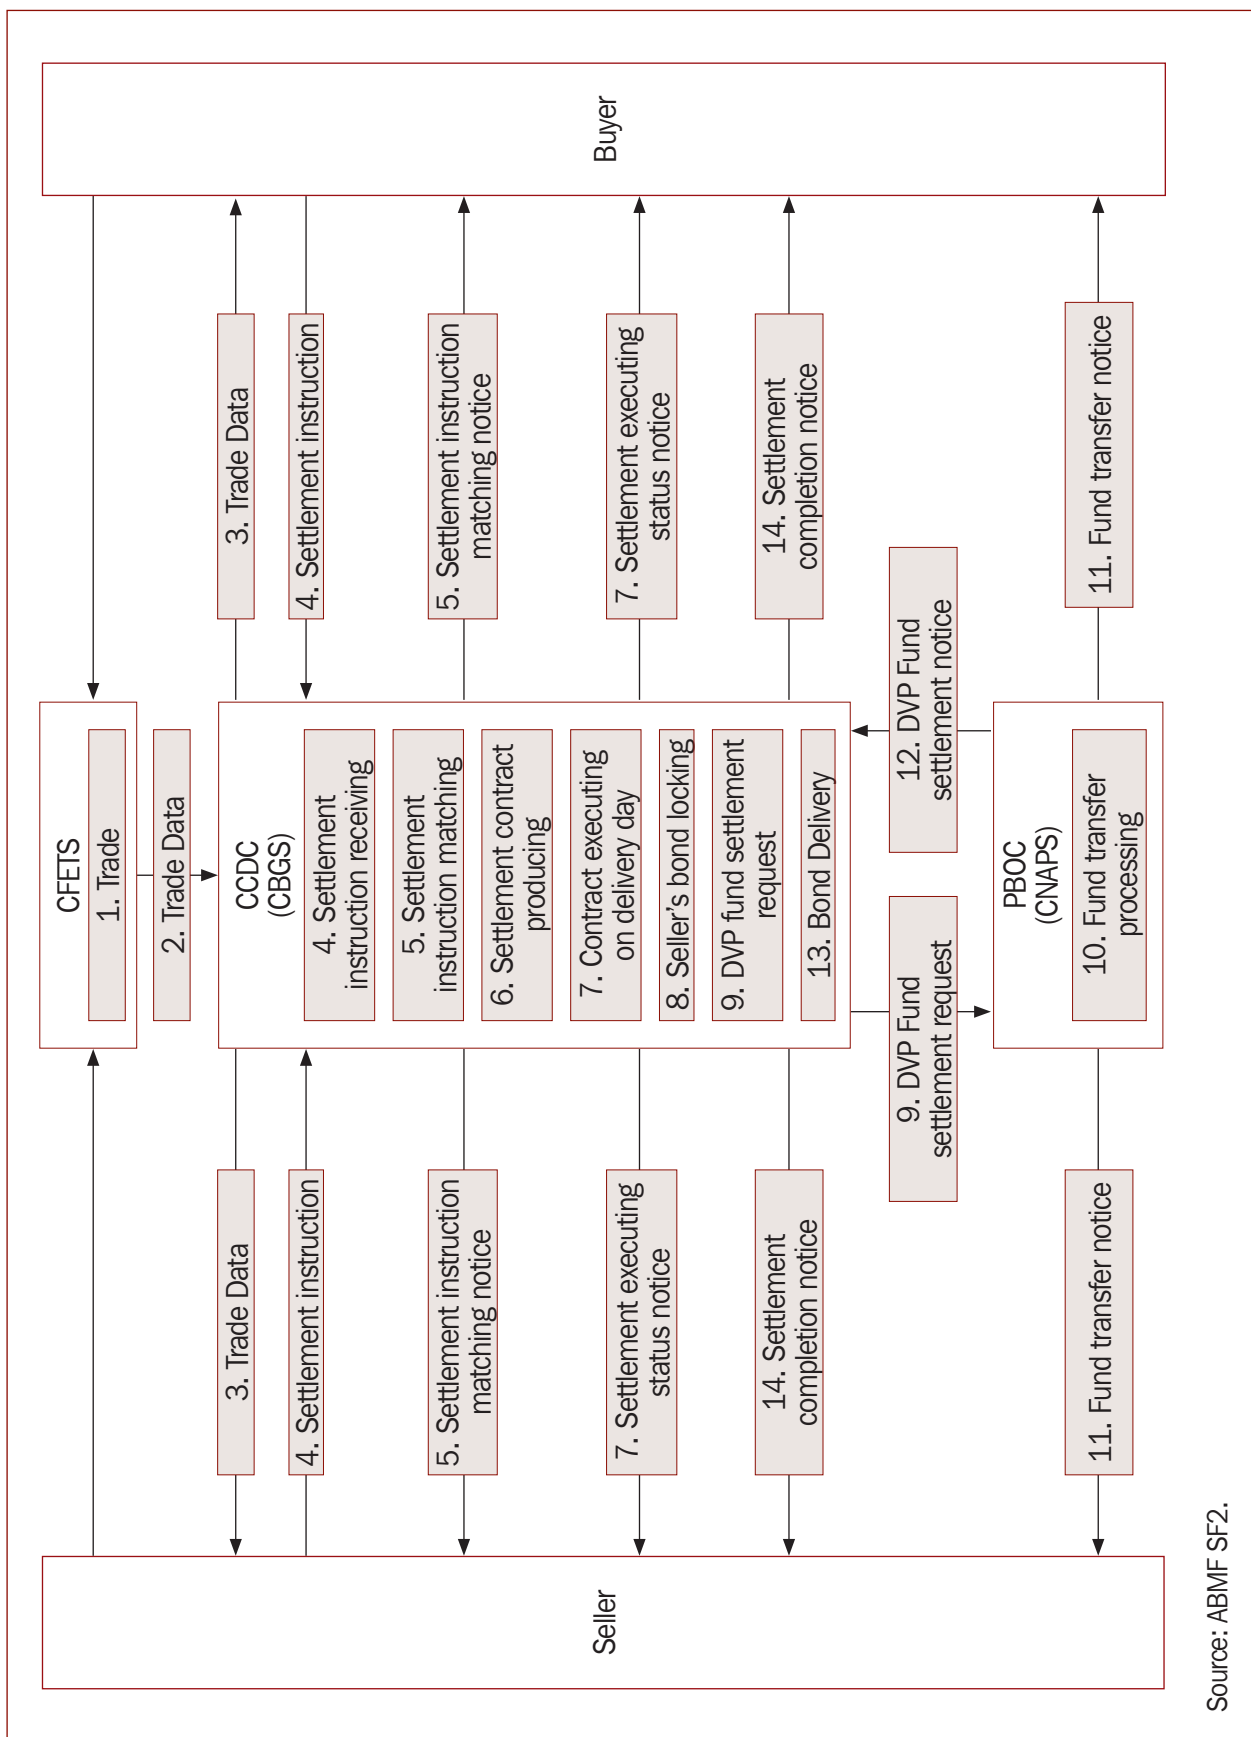 Seller
CFETS
1. Trade
2. Trade Data
Buyer
3. Trade Data
3. Trade Data
4. Settlement instruction
4. Settlement instruction
5. Settlement instruction
matching notice
5. Settlement instruction
matching notice
7. Settlement executing
status notice
7. Settlement executing
status notice
14. Settlement
completion notice
14. Settlement
completion notice
CCDC
(CBGS)
4. Settlement
instruction receiving
5. Settlement
instruction matching
6. Settlement contract
producing
7. Contract executing
on delivery day
8. Seller's bond locking
9. DVP fund settlement
request
13. Bond Delivery
9. DVP Fund
settlement request
12. DVP Fund
settlement notice
11. Fund transfer notice
PBOC
(CNAPS)
10. Fund transfer
processing
11. Fund transfer notice
Source: ABMF SF2.